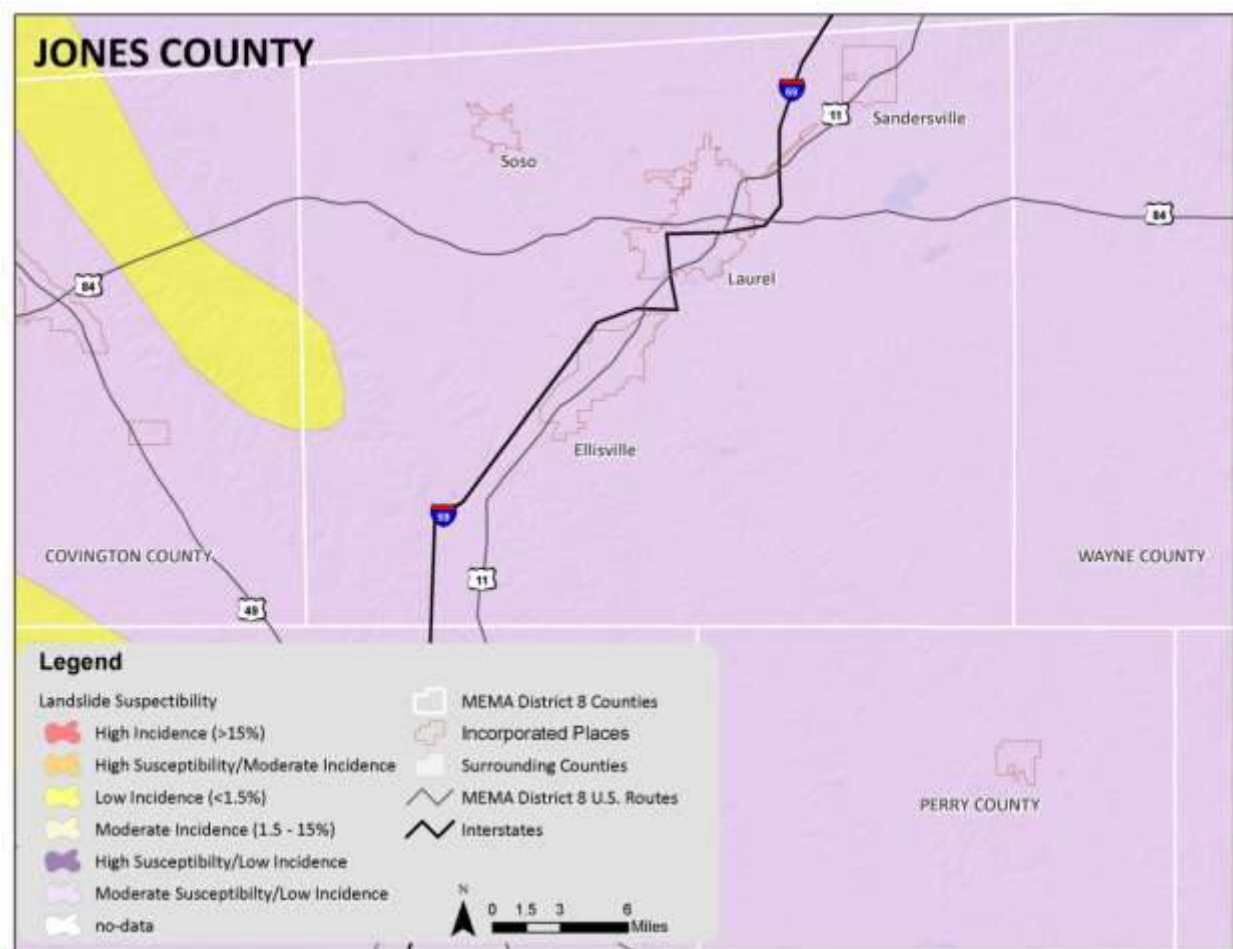 JONES COUNTY
59
11
Sandersville
Soso
84
84
Laurel
Ellisville
59
COVINGTON COUNTY
WAYNE COUNTY
11
49
Legend
Landslide Suspectibility
High Incidence (>15%)
High Susceptibility/Moderate Incidence
Low Incidence (<1.5%)
Moderate Incidence (1.5 - 15%)
High Susceptibilty/Low Incidence
Moderate Susceptibilty/Low Incidence
no-data
MEMA District 8 Counties
Incorporated Places
Surrounding Counties
MEMA District 8 U.S. Routes
Interstates
N
0 1.5 3 6
Miles
PERRY COUNTY